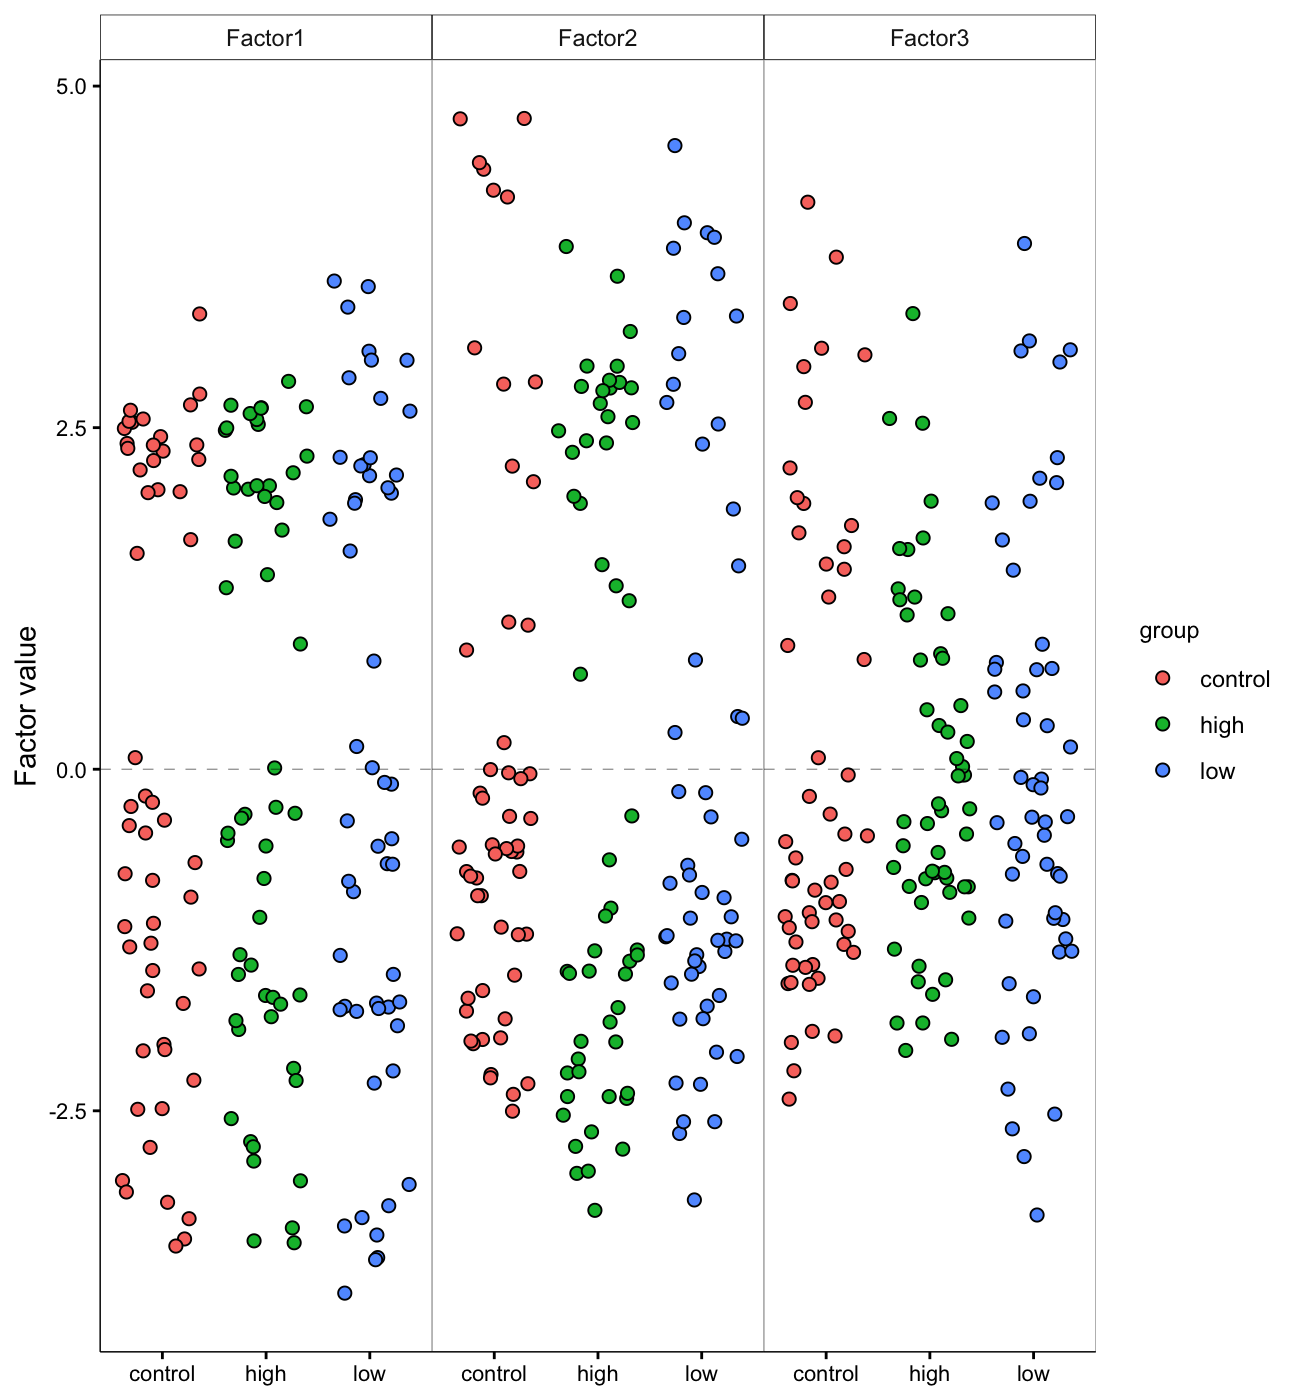 Factor1 Factor2 Factor3
5.0
2.5
0.0
-2.5
Factor value
control high low control high low control high low
group
control
high
low